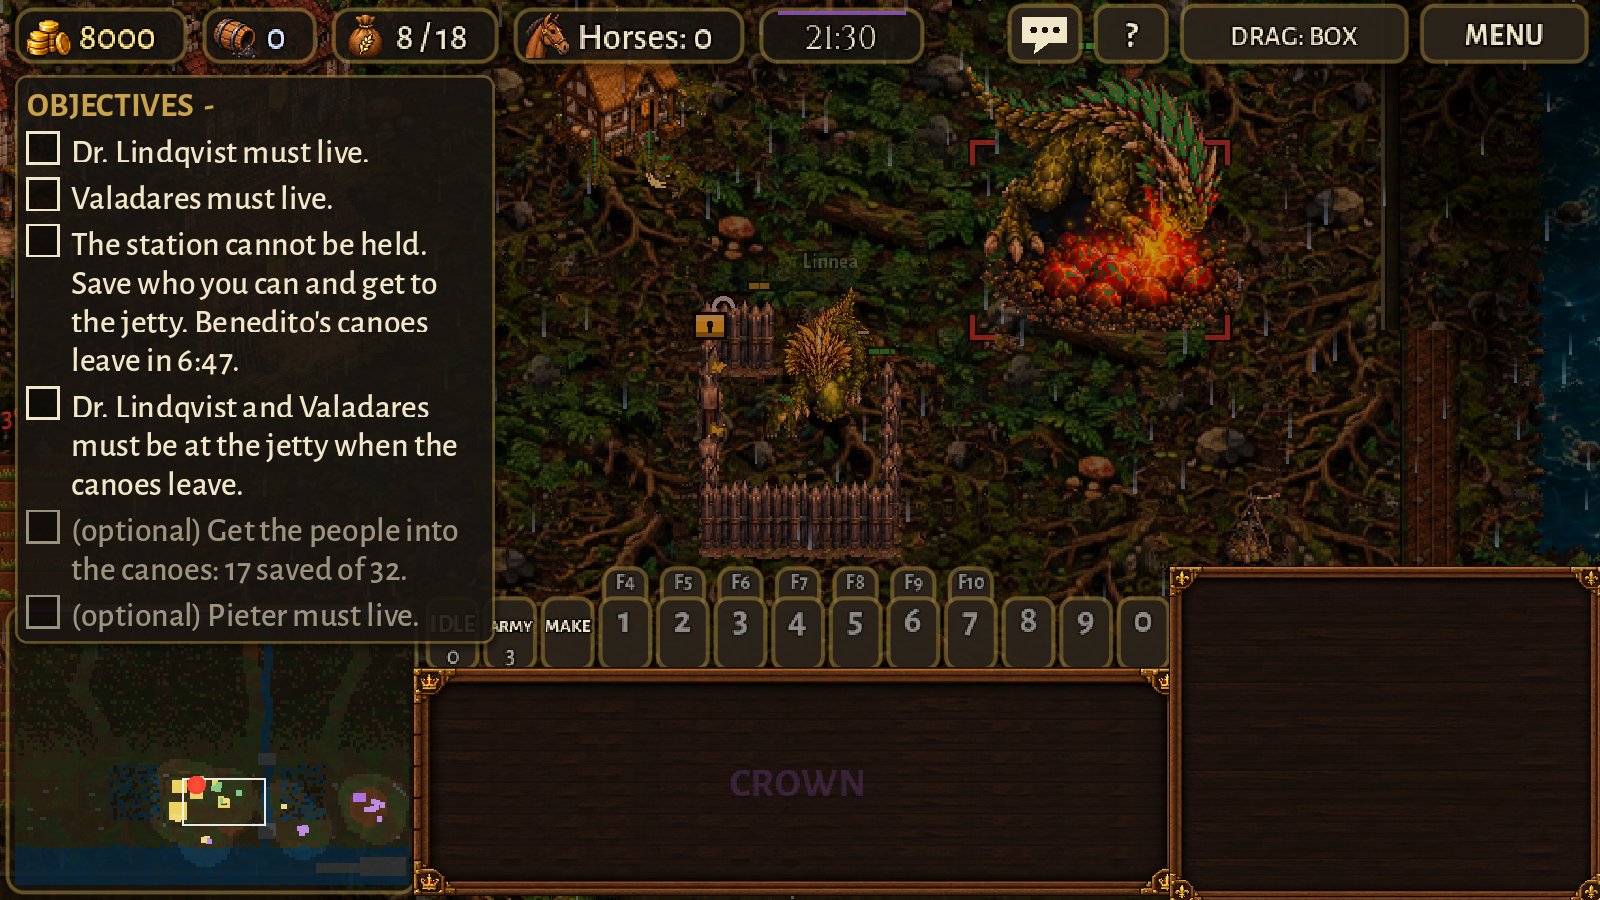 8000
0
8/18
Horses: 0
21:30
?
DRAG: BOX
MENU
OBJECTIVES -
Dr. Lindqvist must live.
Valadares must live.
The station cannot be held.
Save who you can and get to
the jetty. Benedito's canoes
leave in 6:47.
Dr. Lindqvist and Valadares
must be at the jetty when the
canoes leave.
(optional) Get the people into
the canoes: 17 saved of 32.
(optional) Pieter must live.
Linnea
F4 F5 F6 F7 F8 F9 F10
IDLE ARMY MAKE 1 2 3 4 5 6 7 8 9 0
0 3
CROWN